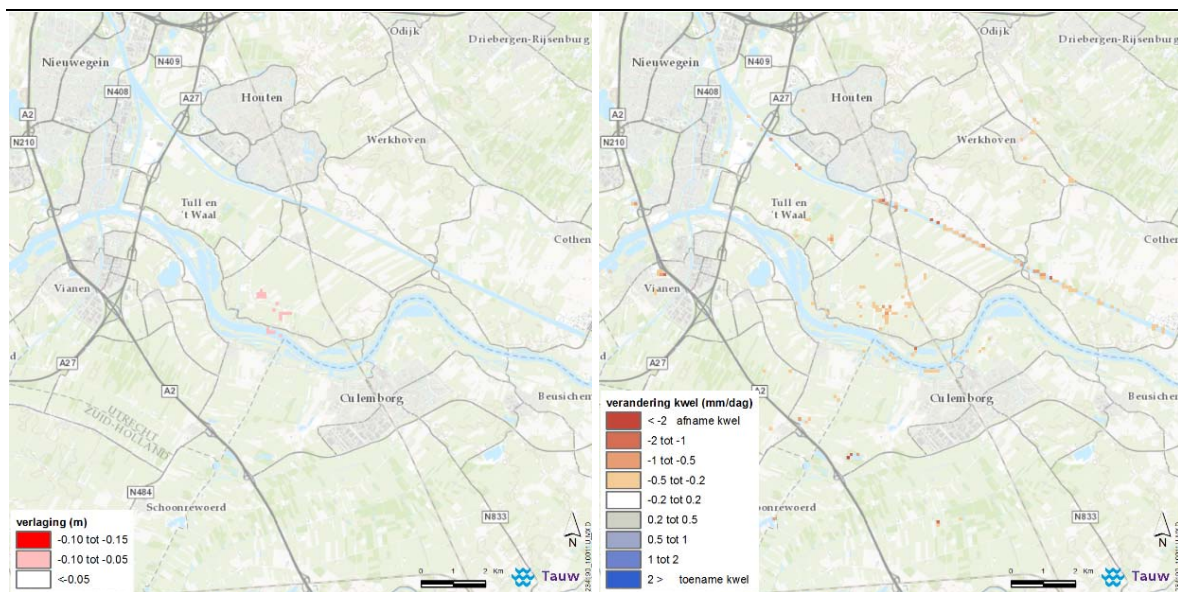 Odijk
Driebergen-Rijsenburg
Nieuwegein
N409
N408
A27
Houten
A2
N210
Werkhoven
Tull en
't Waal
Cothen
Vianen
A27
A2
Culemborg
Beusichem
UTRECHT
ZUID-HOLLAND
N484
Schoonrewoerd
N833
verlaging (m)
-0.10 tot -0.15
-0.10 tot -0.05
<-0.05
N
0 1 2 Km
Tauw
Odijk
Driebergen-Rijsenburg
Nieuwegein
N409
N408
A27
Houten
A2
N210
Werkhoven
Tull en
't Waal
Cothe
Vianen
A27
A2
Culemborg
Beusichem
verandering kwel (mm/dag)
< -2 afname kwel
-2 tot -1
-1 tot -0.5
-0.5 tot -0.2
-0.2 tot 0.2
0.2 tot 0.5
0.5 tot 1
1 tot 2
2 > toename kwel
oonrewoerd
N833
N
0 1 2 Km
Tauw